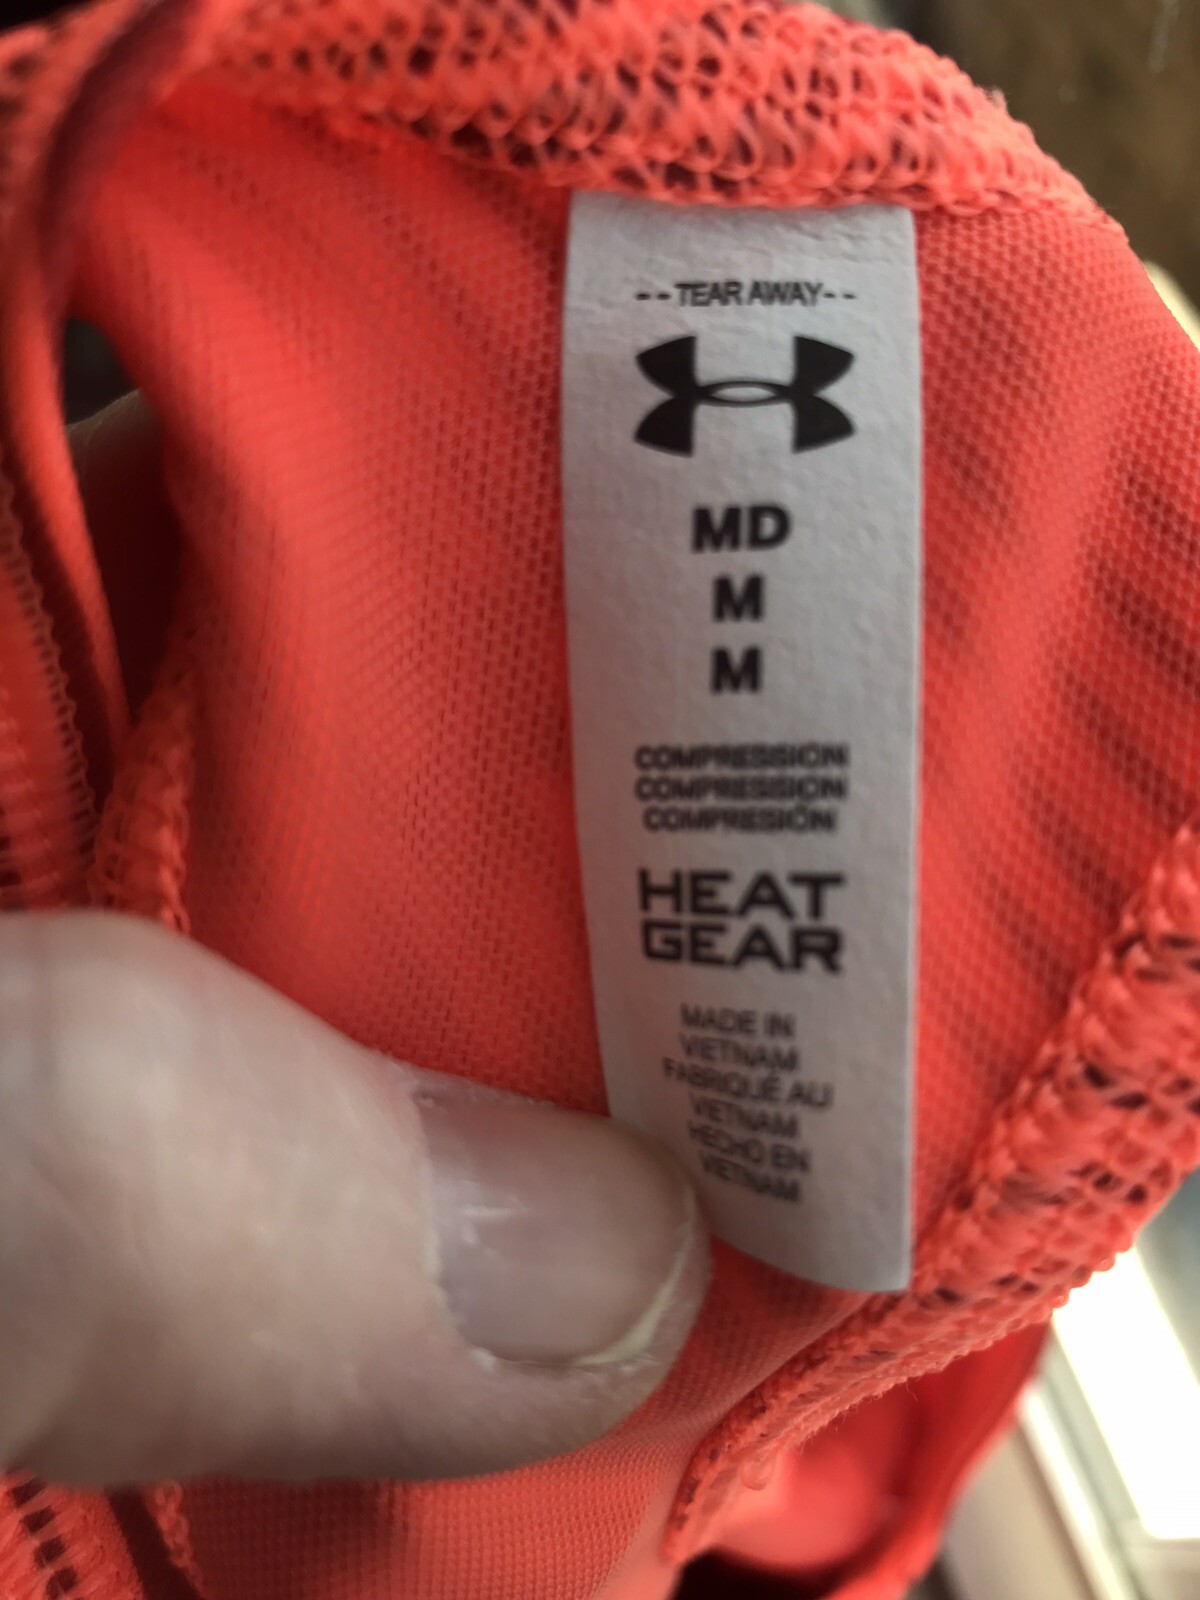 --TEAR AWAY--
MD
M
M
COMPRESSION
COMPRESSION
COMPRESIÓN
HEAT
GEAR
MADE IN
VIETNAM
FABRIQUÉ AU
VIETNAM
HECHO EN
VIETNAM